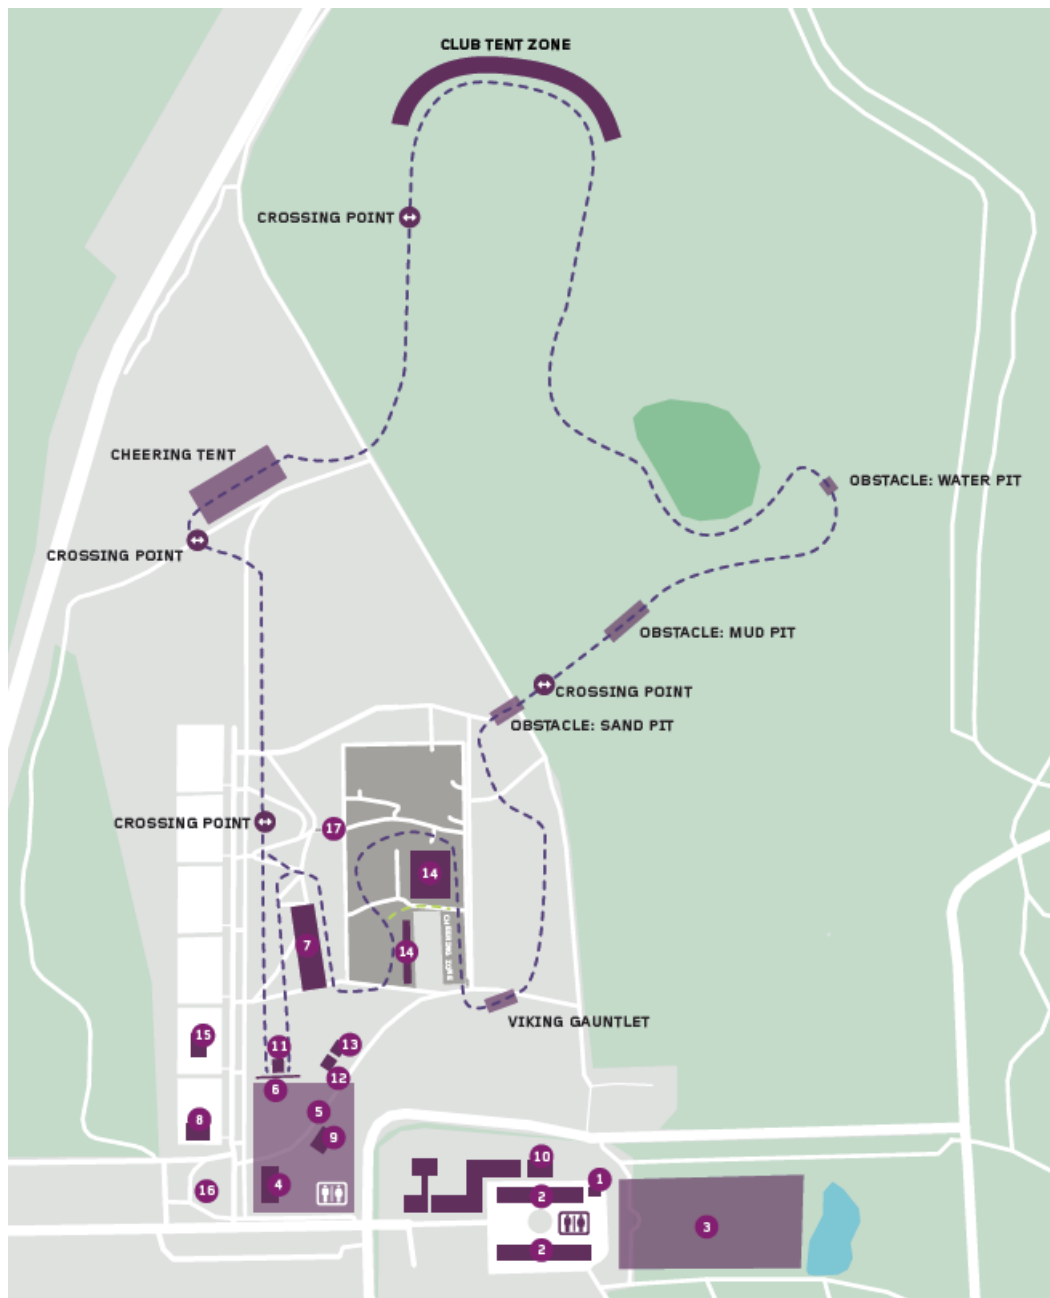 CLUB TENT ZONE
CROSSING POINT
CHEERING TENT
OBSTACLE: WATER PIT
CROSSING POINT
OBSTACLE: MUD PIT
CROSSING POINT
OBSTACLE: SAND PIT
CROSSING POINT
17
14
CHEERING ZONE
7
14
VIKING GAUNTLET
15
11
13
12
6
5
8
9
10
4
16
1
2
3
2